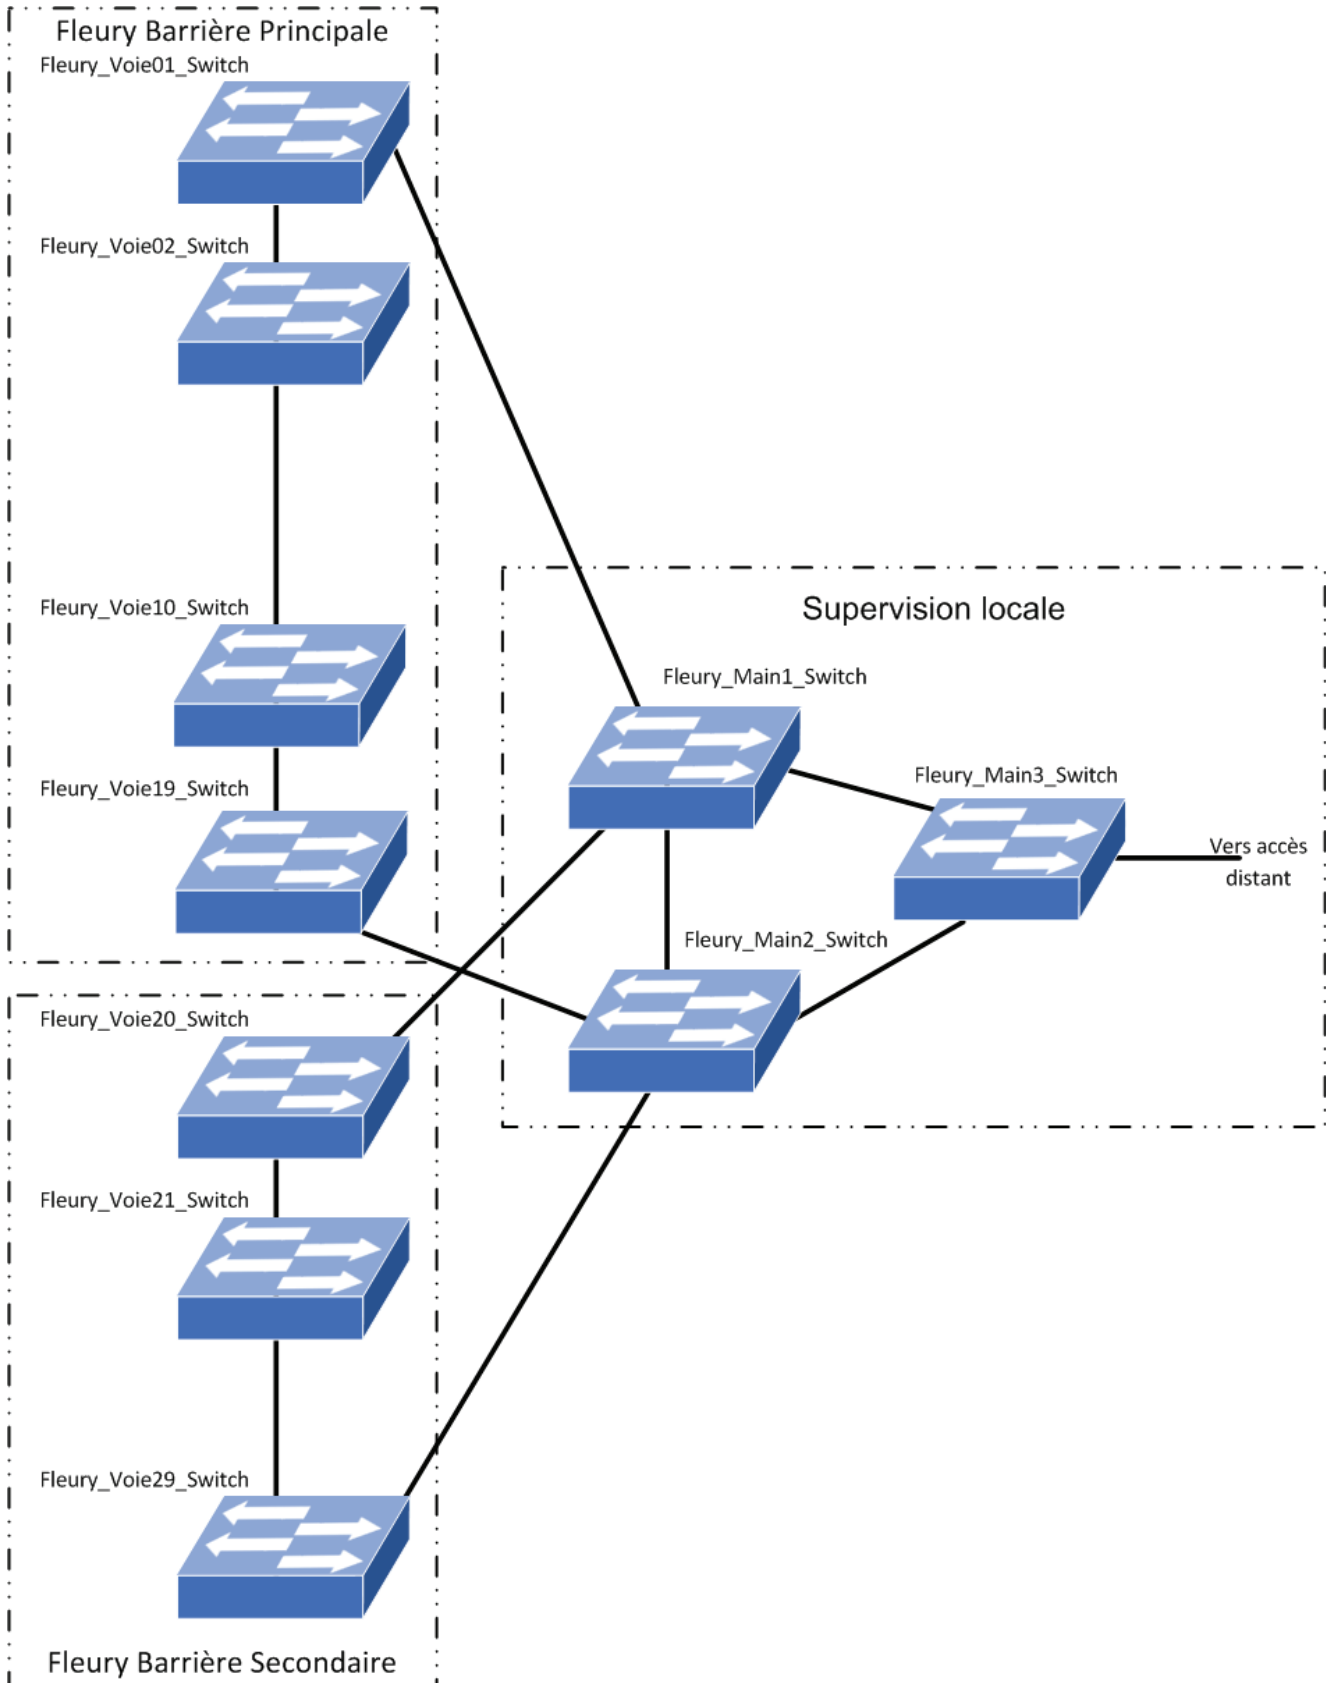 Fleury Barrière Principale
Fleury_Voie01_Switch
Fleury_Voie02_Switch
Fleury_Voie10_Switch
Fleury_Voie19_Switch
Supervision locale
Fleury_Main1_Switch
Fleury_Main3_Switch
Vers accès
distant
Fleury_Main2_Switch
Fleury_Voie20_Switch
Fleury_Voie21_Switch
Fleury_Voie29_Switch
Fleury Barrière Secondaire